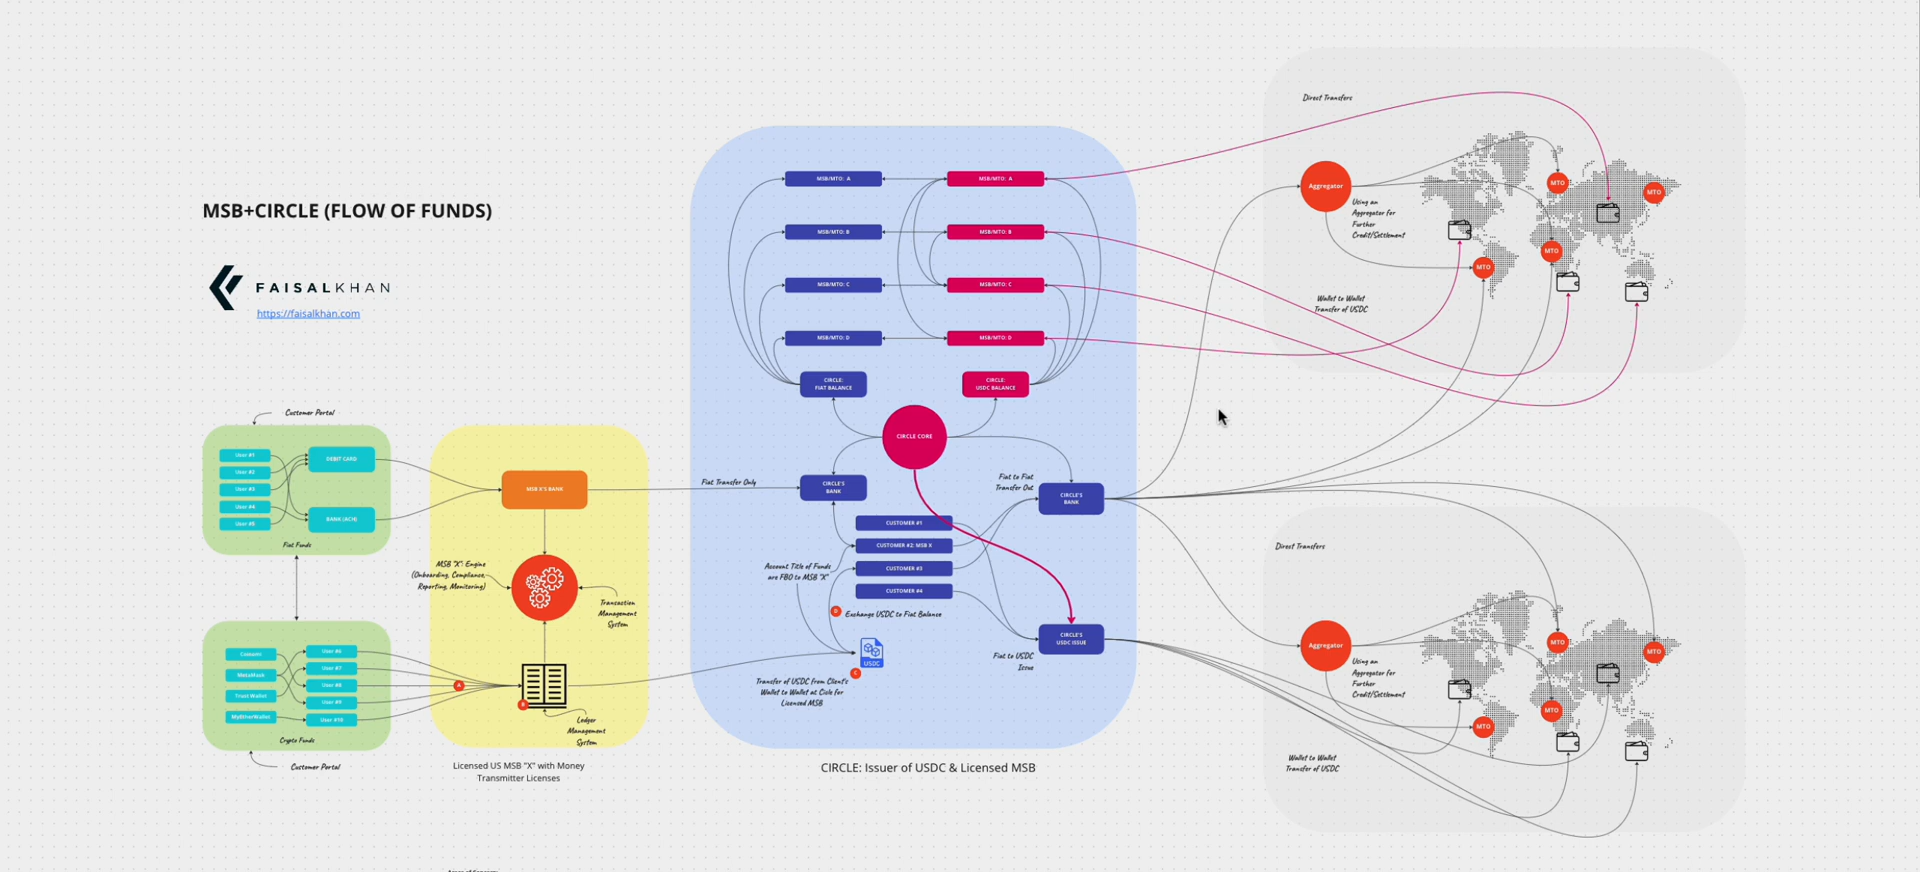 MSB+CIRCLE (FLOW OF FUNDS)
FAISALKHAN
https://faisalkhan.com
Customer Portal
User #1
User #2
User #3
User #4
User #5
DEBIT CARD
BANK (ACH)
Fiat Funds
Coinomi
MetaMask
Trust Wallet
MyEtherWallet
User #6
User #7
User #8
User #9
User #10
Crypto Funds
Customer Portal
MSB X'S BANK
MSB "X": Engine
(Onboarding, Compliance,
Reporting, Monitoring)
Transaction
Management
System
A
B
Ledger
Management
System
Licensed US MSB "X" with Money
Transmitter Licenses
Fiat Transfer Only
MSB/MTO: A
MSB/MTO: B
MSB/MTO: C
MSB/MTO: D
MSB/MTO: A
MSB/MTO: B
MSB/MTO: C
MSB/MTO: D
CIRCLE:
FIAT BALANCE
CIRCLE:
USDC BALANCE
CIRCLE CORE
CIRCLE'S
BANK
Fiat to Fiat
Transfer Out
CIRCLE'S
BANK
CUSTOMER #1
CUSTOMER #2: MSB X
CUSTOMER #3
CUSTOMER #4
Account Title of Funds
are FBO to MSB "X"
D
Exchange USDC to Fiat Balance
USDC
C
Transfer of USDC from Client's
Wallet to Wallet at Cicle for
Licensed MSB
CIRCLE'S
USDC ISSUE
Fiat to USDC
Issue
CIRCLE: Issuer of USDC & Licensed MSB
Direct Transfers
Aggregator
Using an
Aggregator for
Further
Credit/Settlement
MTO
MTO
MTO
MTO
Wallet to Wallet
Transfer of USDC
Direct Transfers
Aggregator
Using an
Aggregator for
Further
Credit/Settlement
MTO
MTO
MTO
MTO
Wallet to Wallet
Transfer of USDC